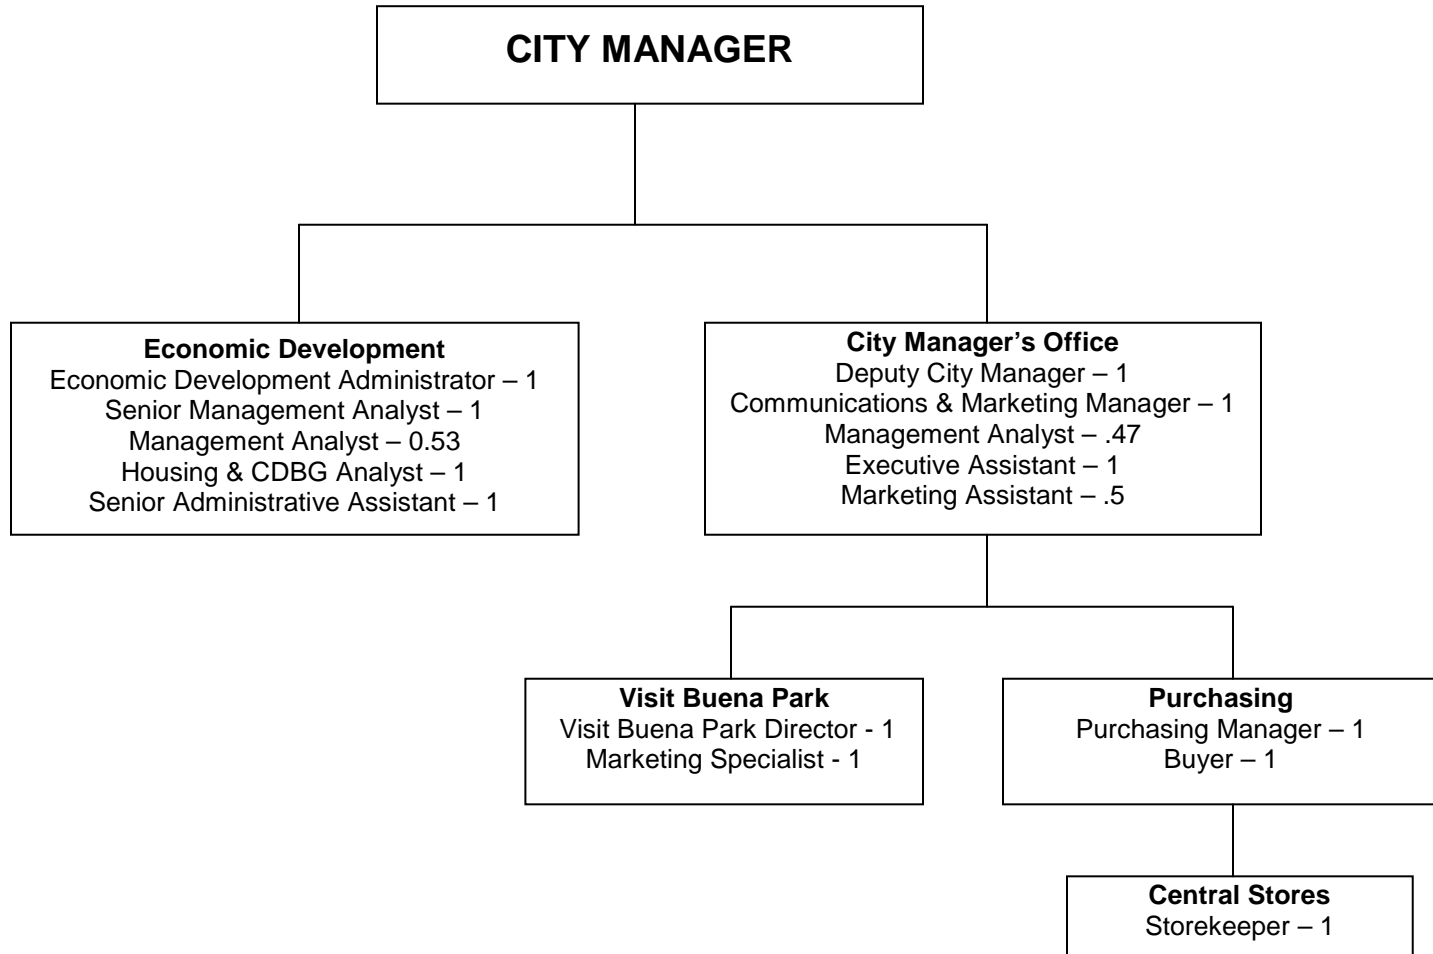 CITY MANAGER
Economic Development
Economic Development Administrator – 1
Senior Management Analyst – 1
Management Analyst – 0.53
Housing & CDBG Analyst – 1
Senior Administrative Assistant – 1
City Manager’s Office
Deputy City Manager – 1
Communications & Marketing Manager – 1
Management Analyst – .47
Executive Assistant – 1
Marketing Assistant – .5
Visit Buena Park
Visit Buena Park Director - 1
Marketing Specialist - 1
Purchasing
Purchasing Manager – 1
Buyer – 1
Central Stores
Storekeeper – 1